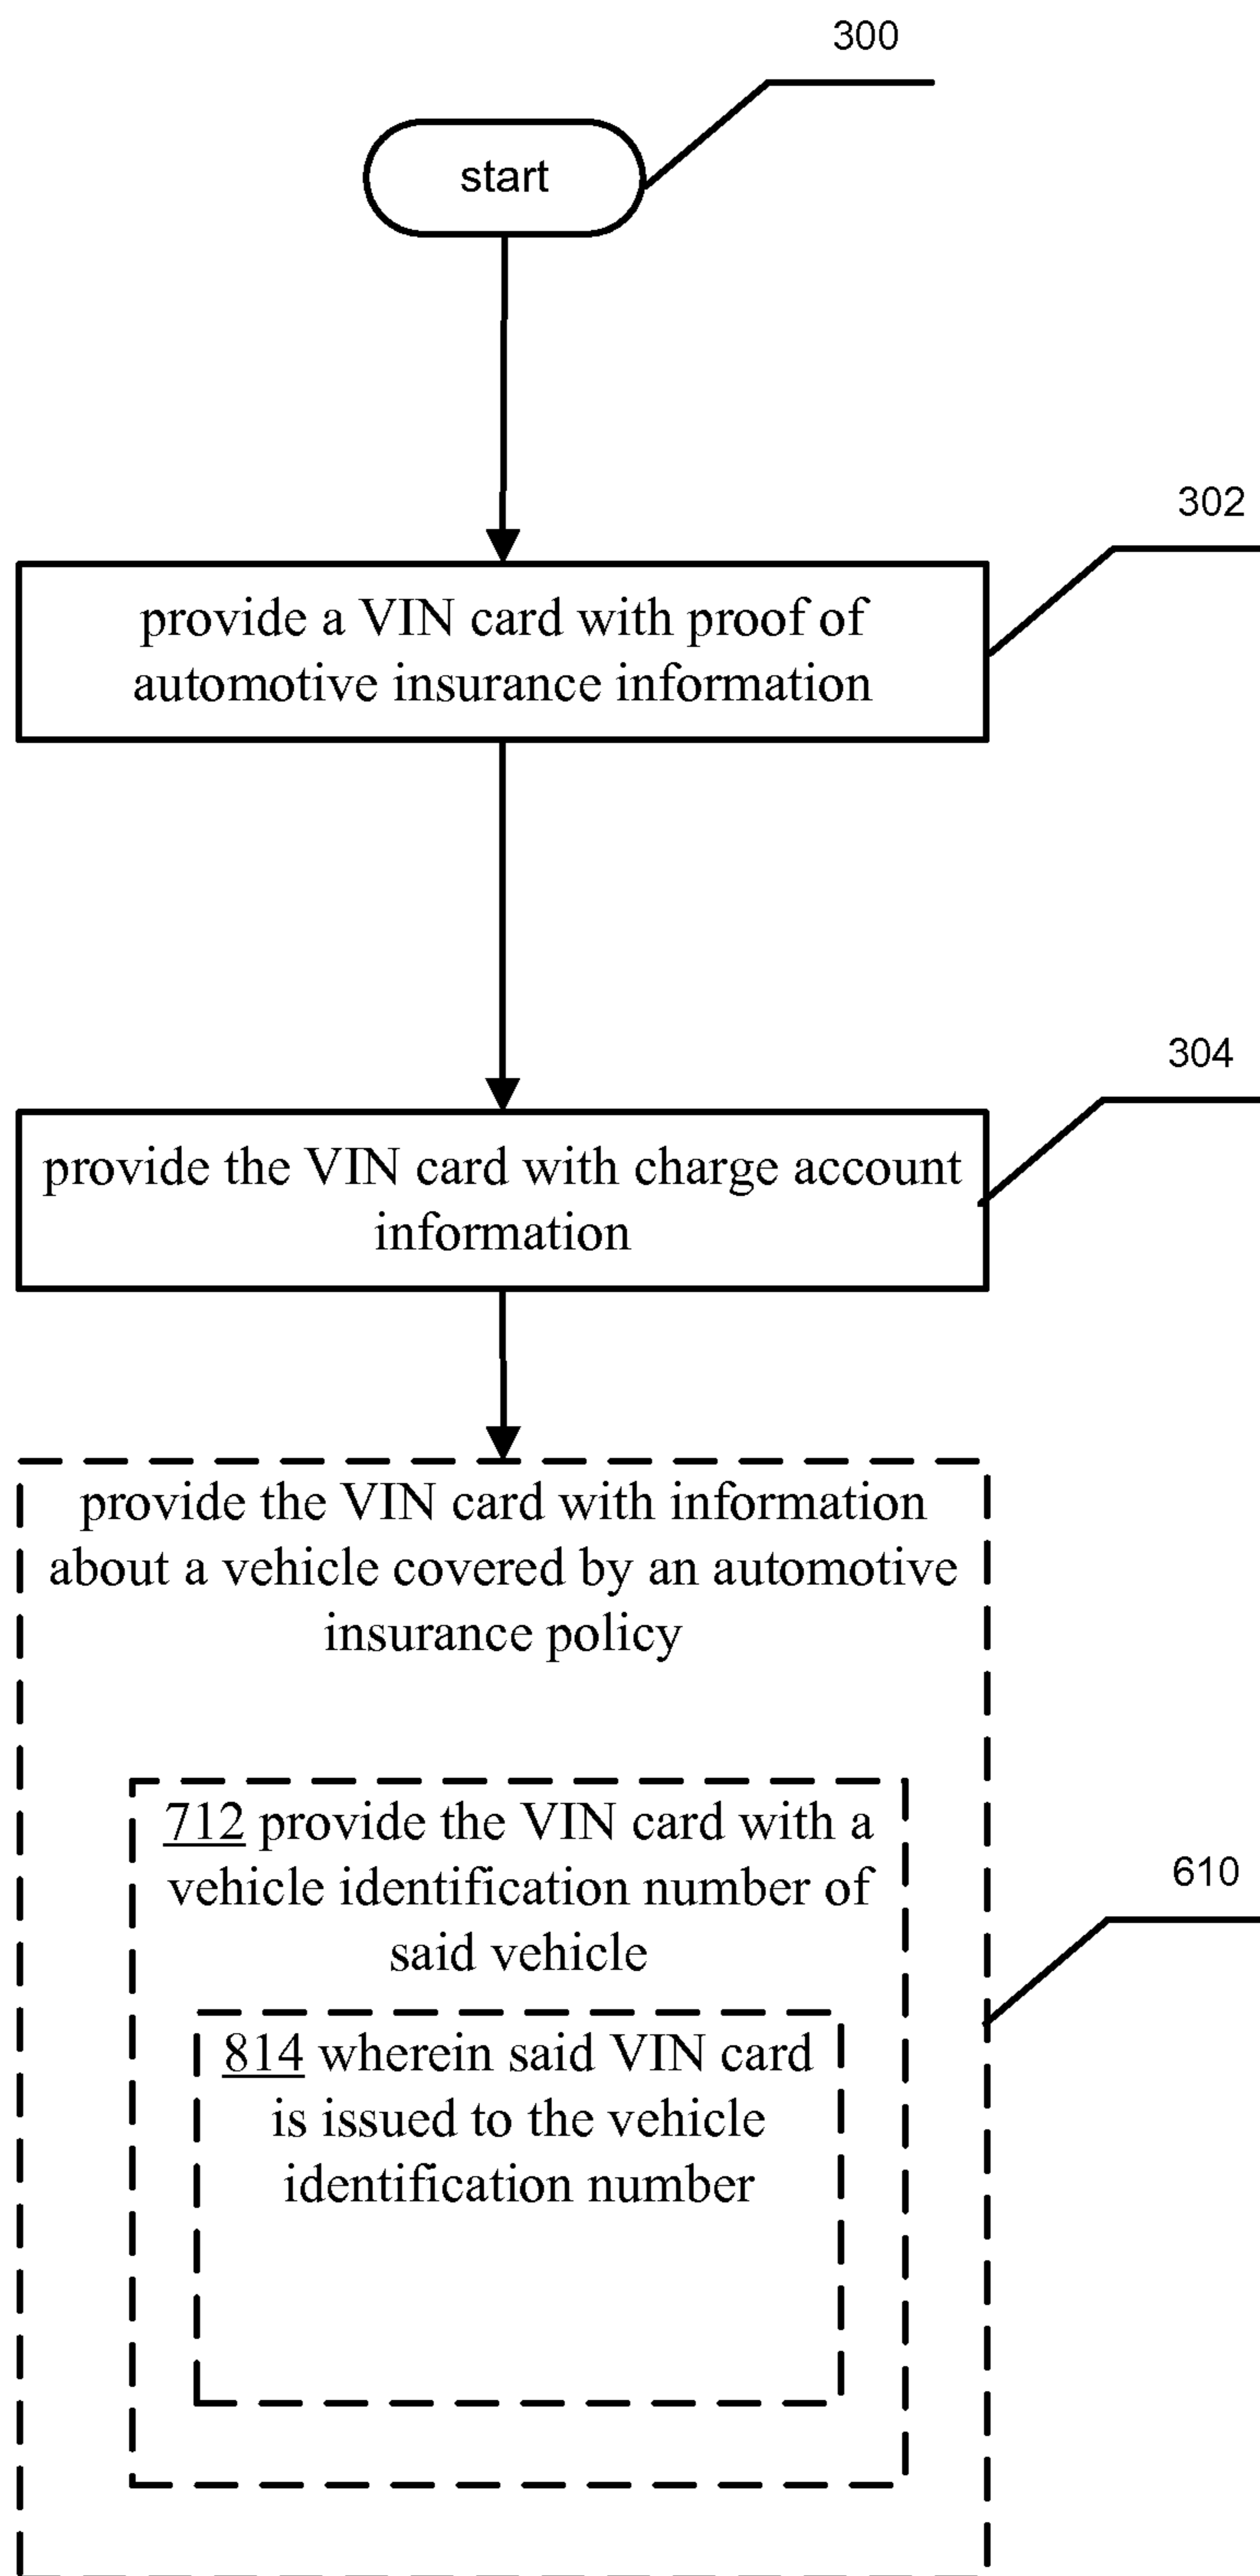 300
start
302
provide a VIN card with proof of
automotive insurance information
304
provide the VIN card with charge account
information
provide the VIN card with information
about a vehicle covered by an automotive
insurance policy
712 provide the VIN card with a
vehicle identification number of
said vehicle
610
814 wherein said VIN card
is issued to the vehicle
identification number